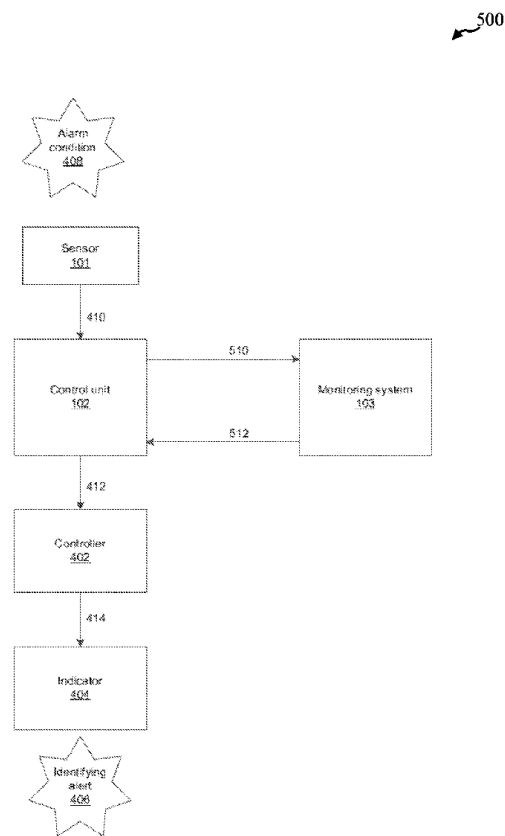 500
Alarm
condition
408
Sensor
101
410
Control unit
102
510
512
Monitoring system
103
412
Controller
402
414
Indicator
404
Identifying
alert
406